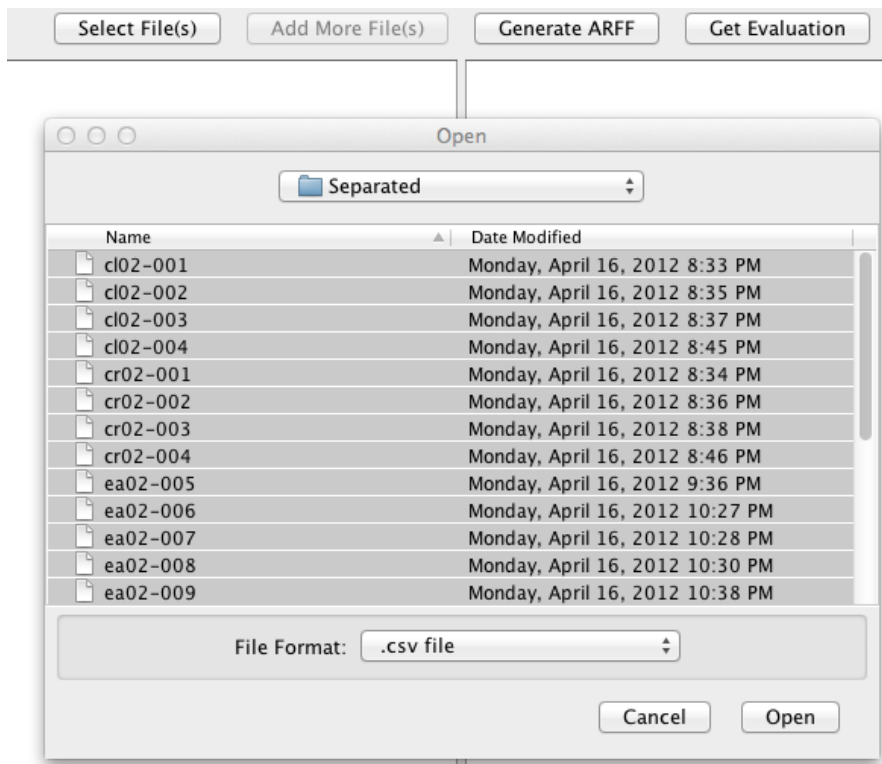 Select File(s) Add More File(s) Generate ARFF Get Evaluation
Open
Separated
Name Date Modified
cl02-001 Monday, April 16, 2012 8:33 PM
cl02-002 Monday, April 16, 2012 8:35 PM
cl02-003 Monday, April 16, 2012 8:37 PM
cl02-004 Monday, April 16, 2012 8:45 PM
cr02-001 Monday, April 16, 2012 8:34 PM
cr02-002 Monday, April 16, 2012 8:36 PM
cr02-003 Monday, April 16, 2012 8:38 PM
cr02-004 Monday, April 16, 2012 8:46 PM
ea02-005 Monday, April 16, 2012 9:36 PM
ea02-006 Monday, April 16, 2012 10:27 PM
ea02-007 Monday, April 16, 2012 10:28 PM
ea02-008 Monday, April 16, 2012 10:30 PM
ea02-009 Monday, April 16, 2012 10:38 PM
File Format: .csv file
Cancel Open